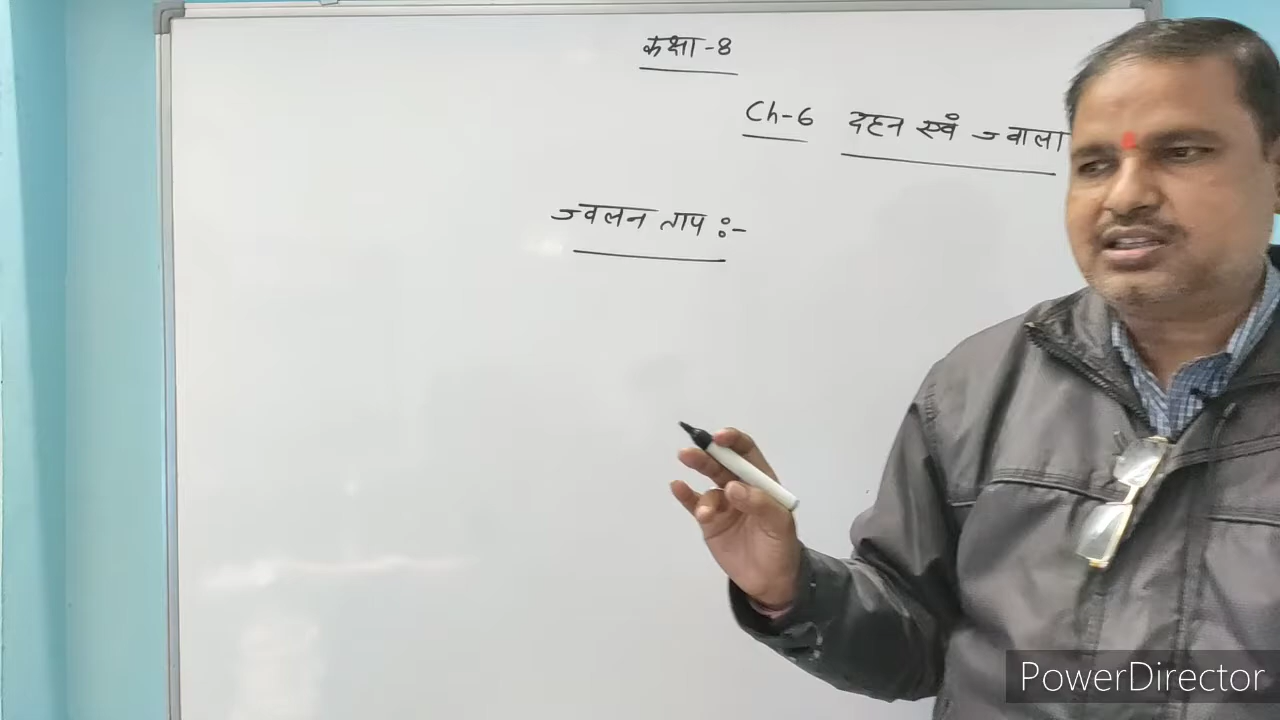 कक्षा-8
Ch-6 दहन एवं ज्वाला
ज्वलन ताप :-
PowerDirector